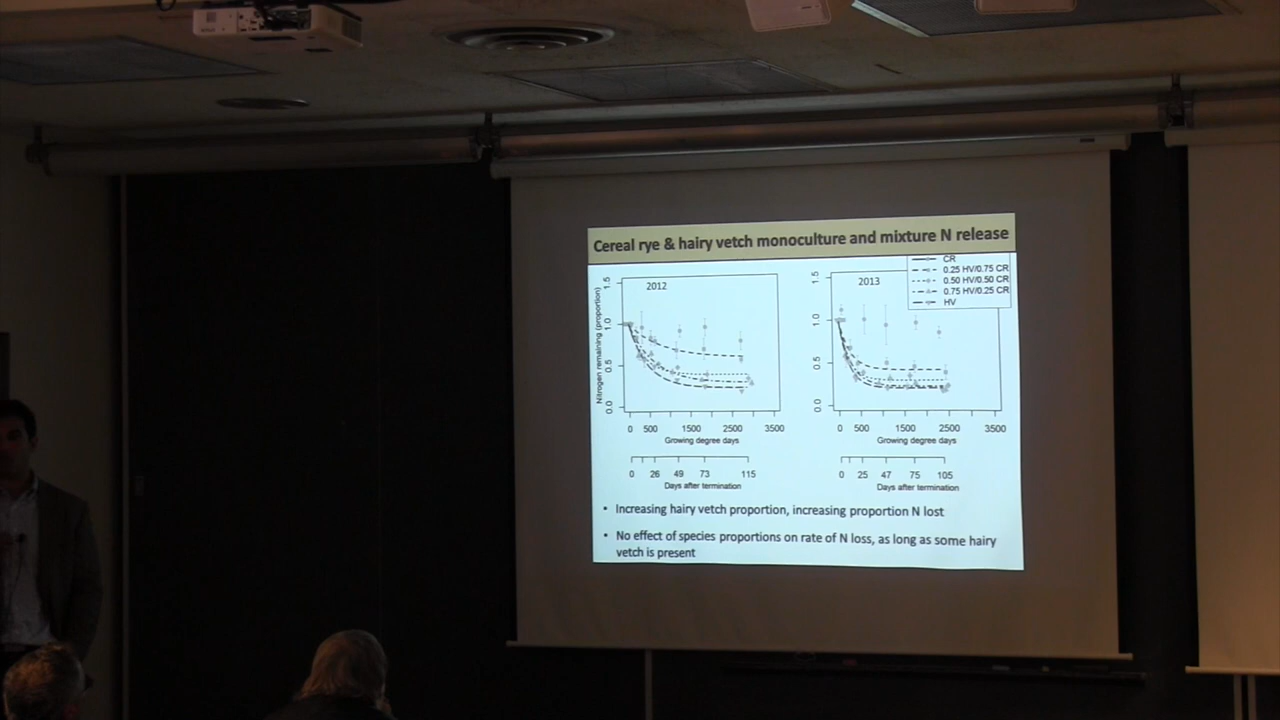 Cereal rye & hairy vetch monoculture and mixture N release
CR
0.25 HV/0.75 CR
0.50 HV/0.50 CR
0.75 HV/0.25 CR
HV
2012
2013
Nitrogen remaining (proportion)
1.5
1.0
0.5
0.0
1.5
1.0
0.5
0.0
0 500 1500 2500 3500
Growing degree days
0 500 1500 2500 3500
Growing degree days
0 26 49 73 115
Days after termination
0 25 47 75 105
Days after termination
• Increasing hairy vetch proportion, increasing proportion N lost
• No effect of species proportions on rate of N loss, as long as some hairy
vetch is present